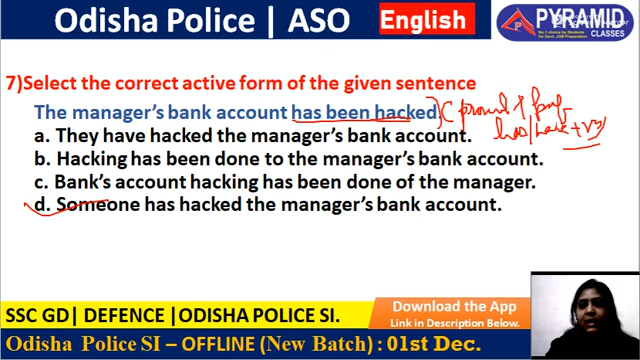 Odisha Police | ASO
English
PYRAMID
CLASSES
7)Select the correct active form of the given sentence
The manager's bank account has been hacked.
has/have + V3
a. They have hacked the manager's bank account.
b. Hacking has been done to the manager's bank account.
c. Bank's account hacking has been done of the manager.
d. Someone has hacked the manager's bank account.
SSC GD| DEFENCE |ODISHA POLICE SI.
Download the App
Link in Description Below.
Odisha Police SI – OFFLINE (New Batch) : 01st Dec.